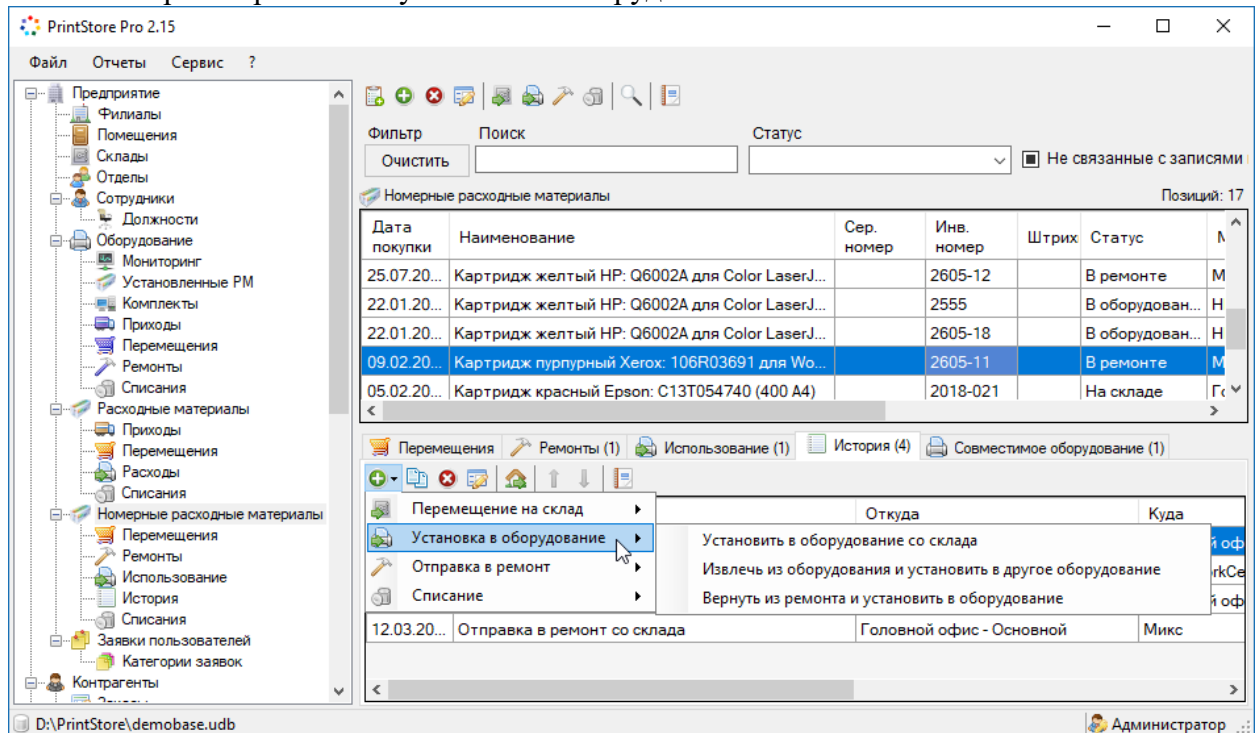 PrintStore Pro 2.15
Файл Отчеты Сервис ?
Предприятие
Филиалы
Помещения
Склады
Отделы
Сотрудники
Должности
Оборудование
Мониторинг
Установленные РМ
Комплекты
Приходы
Перемещения
Ремонты
Списания
Расходные материалы
Приходы
Перемещения
Расходы
Списания
Номерные расходные материалы
Перемещения
Ремонты
Использование
История
Списания
Заявки пользователей
Категории заявок
Контрагенты
Фильтр Поиск Статус
Очистить Не связанные с записями
Номерные расходные материалы Позиций: 17
Дата покупки Наименование Сер. номер Инв. номер Штрих Статус
25.07.20... Картридж желтый HP: Q6002A для Color LaserJ... 2605-12 В ремонте М
22.01.20... Картридж желтый HP: Q6002A для Color LaserJ... 2555 В оборудован... Н
22.01.20... Картридж желтый HP: Q6002A для Color LaserJ... 2605-18 В оборудован... Н
09.02.20... Картридж пурпурный Xerox: 106R03691 для Wo... 2605-11 В ремонте М
05.02.20... Картридж красный Epson: C13T054740 (400 A4) 2018-021 На складе Го
Перемещения Ремонты (1) Использование (1) История (4) Совместимое оборудование (1)
Откуда Куда
Перемещение на склад
Установка в оборудование
Отправка в ремонт
Списание
Установить в оборудование со склада
Извлечь из оборудования и установить в другое оборудование
Вернуть из ремонта и установить в оборудование
й оф
rkCe
й оф
12.03.20... Отправка в ремонт со склада Головной офис - Основной Микс
D:\PrintStore\demobase.udb Администратор